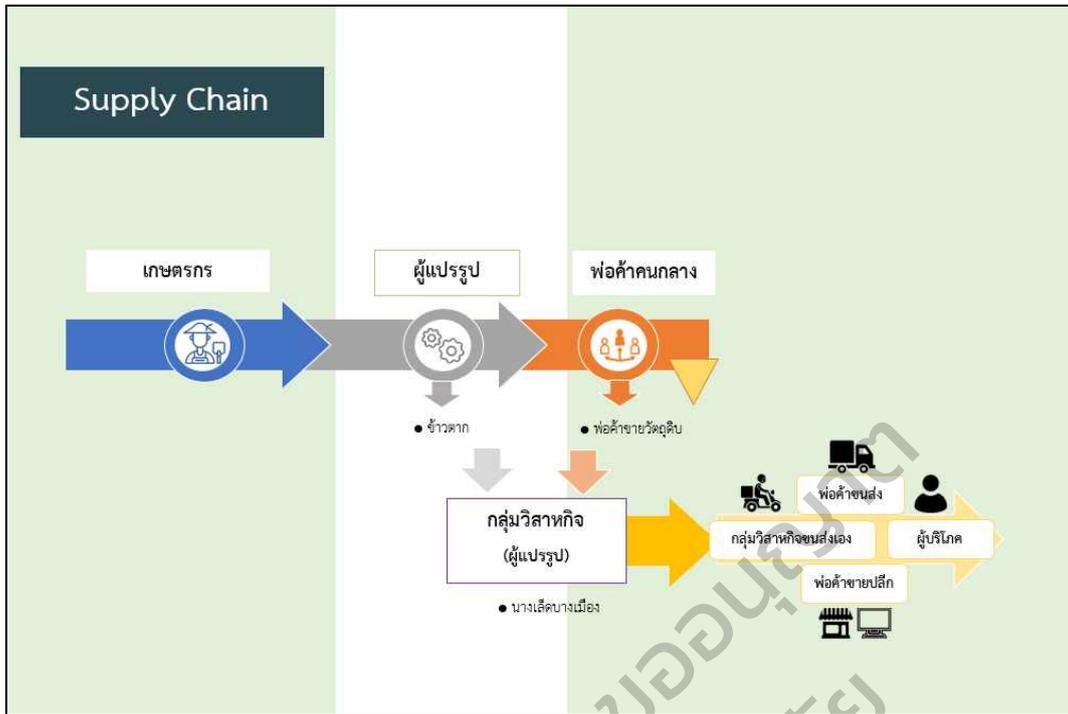 Supply Chain
เกษตรกร
ผู้แปรรูป
พ่อค้าคนกลาง
● ข้าวตาก
● พ่อค้าขายวัตถุดิบ
กลุ่มวิสาหกิจ
(ผู้แปรรูป)
● นางเล็ดบางเมือง
พ่อค้าขนส่ง
กลุ่มวิสาหกิจขนส่งเอง
ผู้บริโภค
พ่อค้าขายปลีก